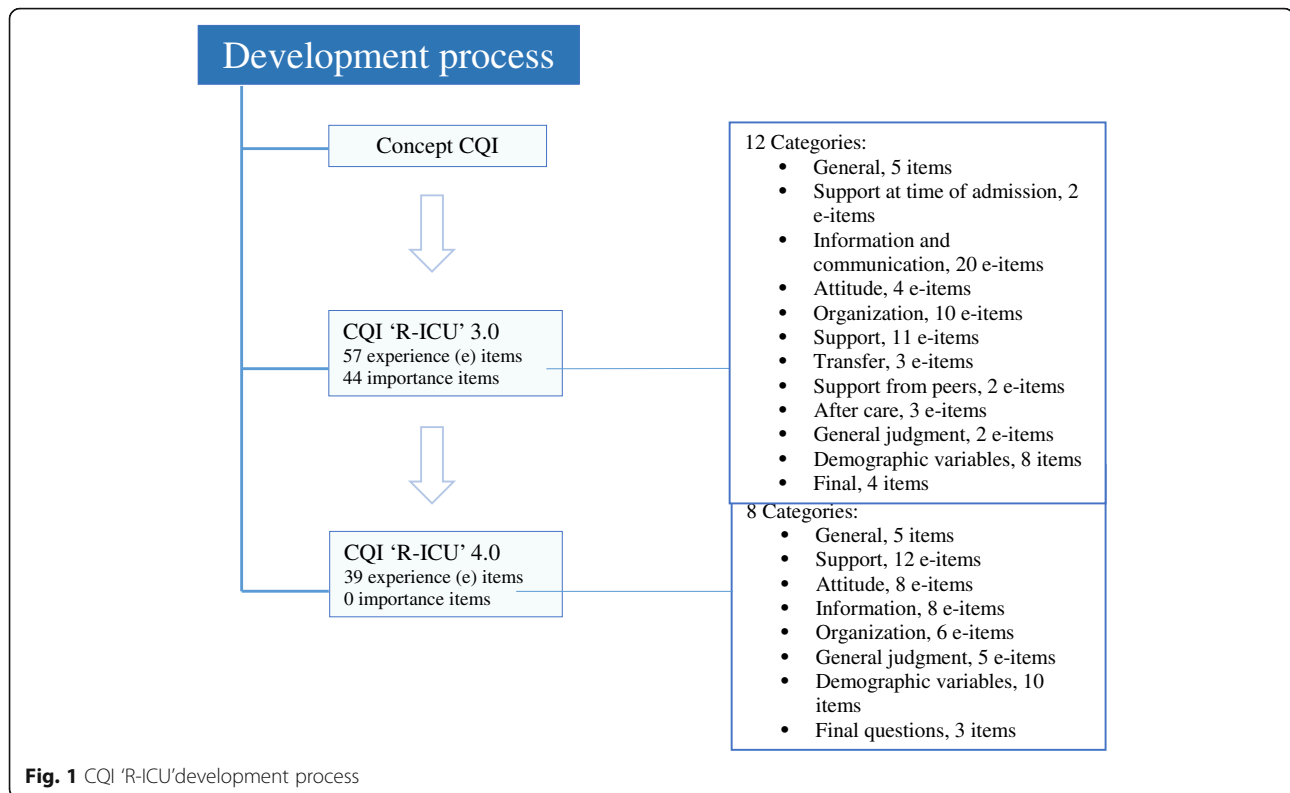 Development process
Concept CQI
CQI ‘R-ICU’ 3.0
57 experience (e) items
44 importance items
CQI ‘R-ICU’ 4.0
39 experience (e) items
0 importance items
12 Categories:
• General, 5 items
• Support at time of admission, 2
e-items
• Information and
communication, 20 e-items
• Attitude, 4 e-items
• Organization, 10 e-items
• Support, 11 e-items
• Transfer, 3 e-items
• Support from peers, 2 e-items
• After care, 3 e-items
• General judgment, 2 e-items
• Demographic variables, 8 items
• Final, 4 items
8 Categories:
• General, 5 items
• Support, 12 e-items
• Attitude, 8 e-items
• Information, 8 e-items
• Organization, 6 e-items
• General judgment, 5 e-items
• Demographic variables, 10
items
• Final questions, 3 items
Fig. 1 CQI ‘R-ICU’development process